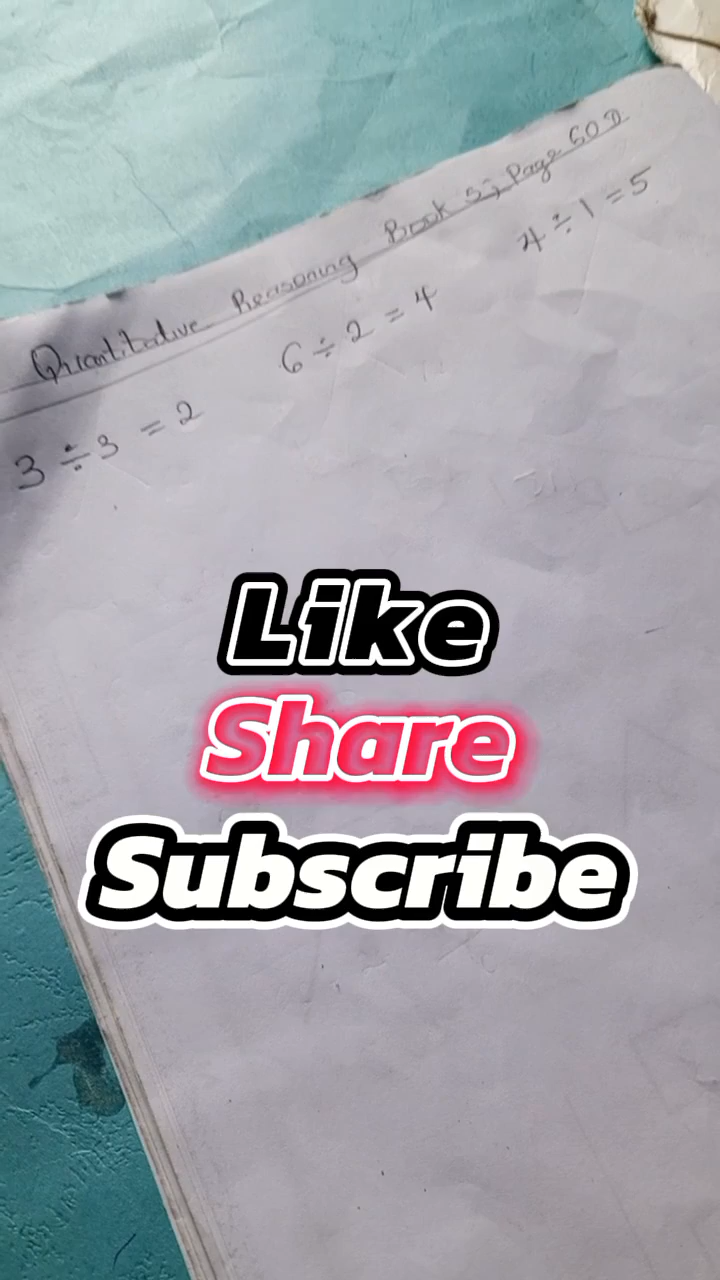 Quantitative Reasoning Book 5; Page 60 D
3 ÷ 3 = 2 6 ÷ 2 = 4 4 ÷ 1 = 5
Like
Share
Subscribe